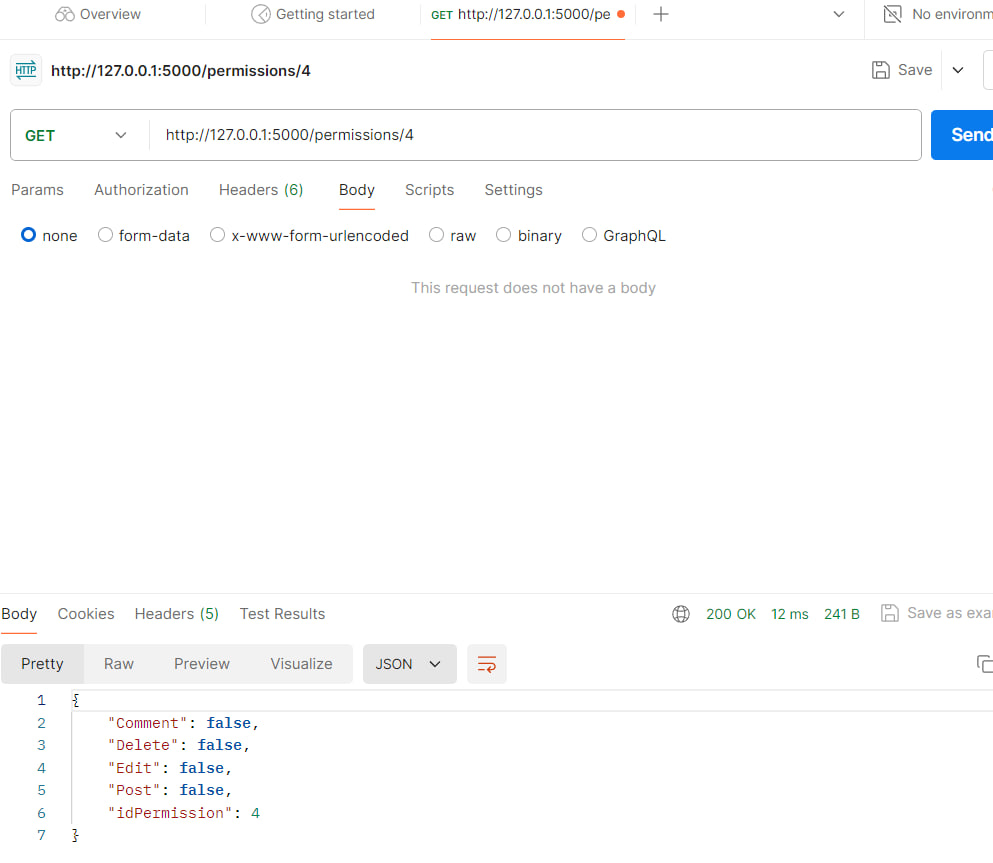 Overview Getting started GET http://127.0.0.1:5000/pe No environm
HTTP http://127.0.0.1:5000/permissions/4 Save
GET http://127.0.0.1:5000/permissions/4 Send
Params Authorization Headers (6) Body Scripts Settings
none form-data x-www-form-urlencoded raw binary GraphQL
This request does not have a body
Body Cookies Headers (5) Test Results 200 OK 12 ms 241 B Save as exa
Pretty Raw Preview Visualize JSON
1 {
2 "Comment": false,
3 "Delete": false,
4 "Edit": false,
5 "Post": false,
6 "idPermission": 4
7 }